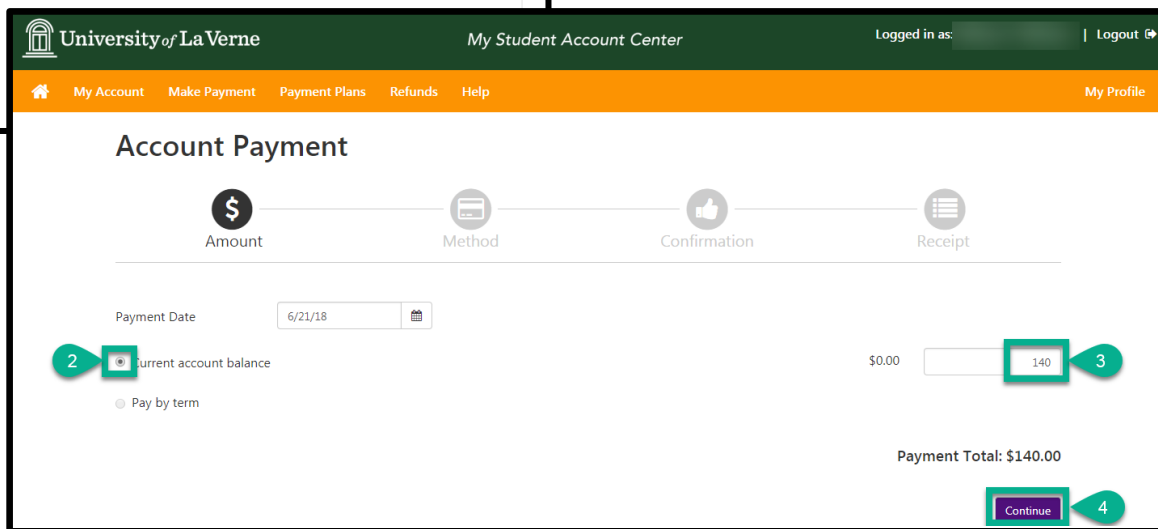 University of La Verne My Student Account Center Logged in as: | Logout
My Account Make Payment Payment Plans Refunds Help My Profile
Account Payment
$
Amount Method Confirmation Receipt
Payment Date 6/21/18
2 Current account balance $0.00 140 3
Pay by term
Payment Total: $140.00
Continue 4